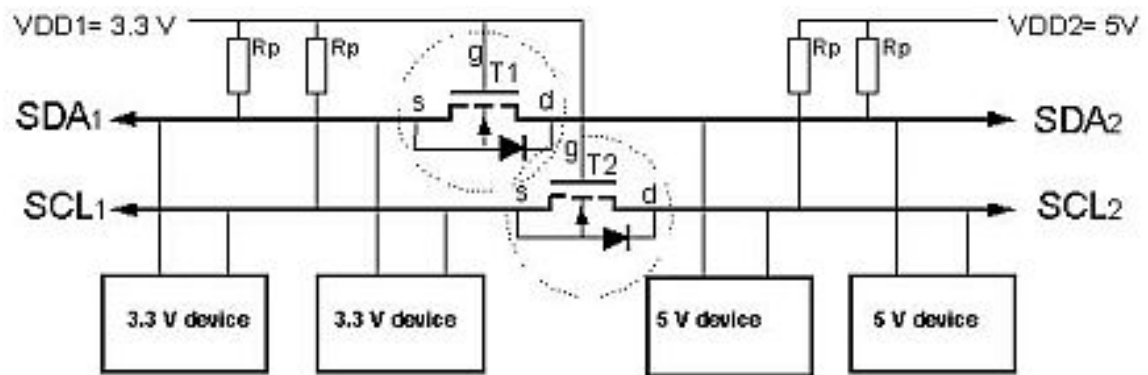 VDD1= 3.3 V
Rp
Rp
g
T1
s
d
Rp
Rp
VDD2= 5V
SDA1
SDA2
g
T2
s
d
SCL1
SCL2
3.3 V device
3.3 V device
5 V device
5 V device